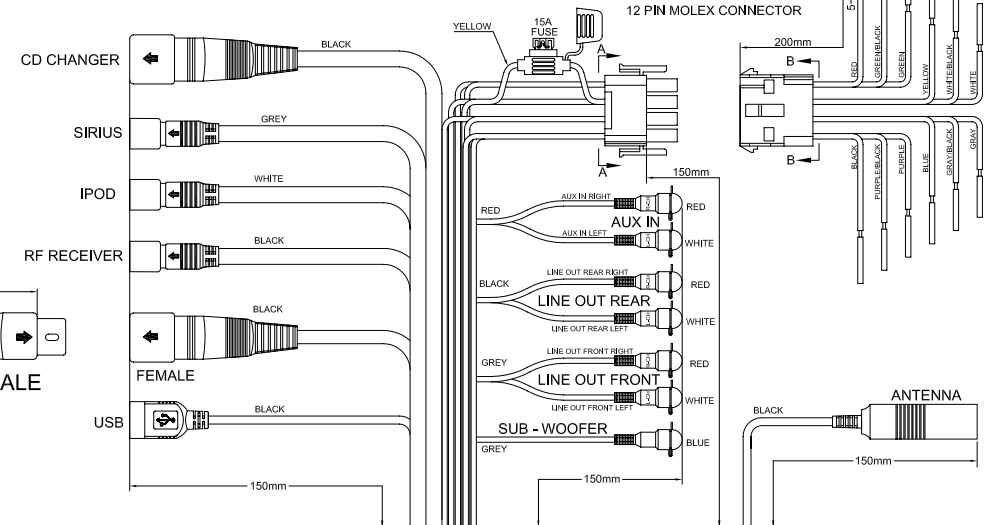 12 PIN MOLEX CONNECTOR
15A
FUSE
YELLOW
A
A
200mm
B
B
5
RED
GREEN/BLACK
GREEN
YELLOW
WHITE/BLACK
WHITE
BLACK
PURPLE/BLACK
PURPLE
BLUE
GRAY/BLACK
GRAY
150mm
CD CHANGER
BLACK
SIRIUS
GREY
IPOD
WHITE
RF RECEIVER
BLACK
BLACK
FEMALE
ALE
USB
BLACK
150mm
RED
AUX IN RIGHT
RED
AUX IN
AUX IN LEFT
WHITE
BLACK
LINE OUT REAR RIGHT
RED
LINE OUT REAR
LINE OUT REAR LEFT
WHITE
GREY
LINE OUT FRONT RIGHT
RED
LINE OUT FRONT
LINE OUT FRONT LEFT
WHITE
SUB - WOOFER
GREY
BLUE
150mm
ANTENNA
BLACK
150mm